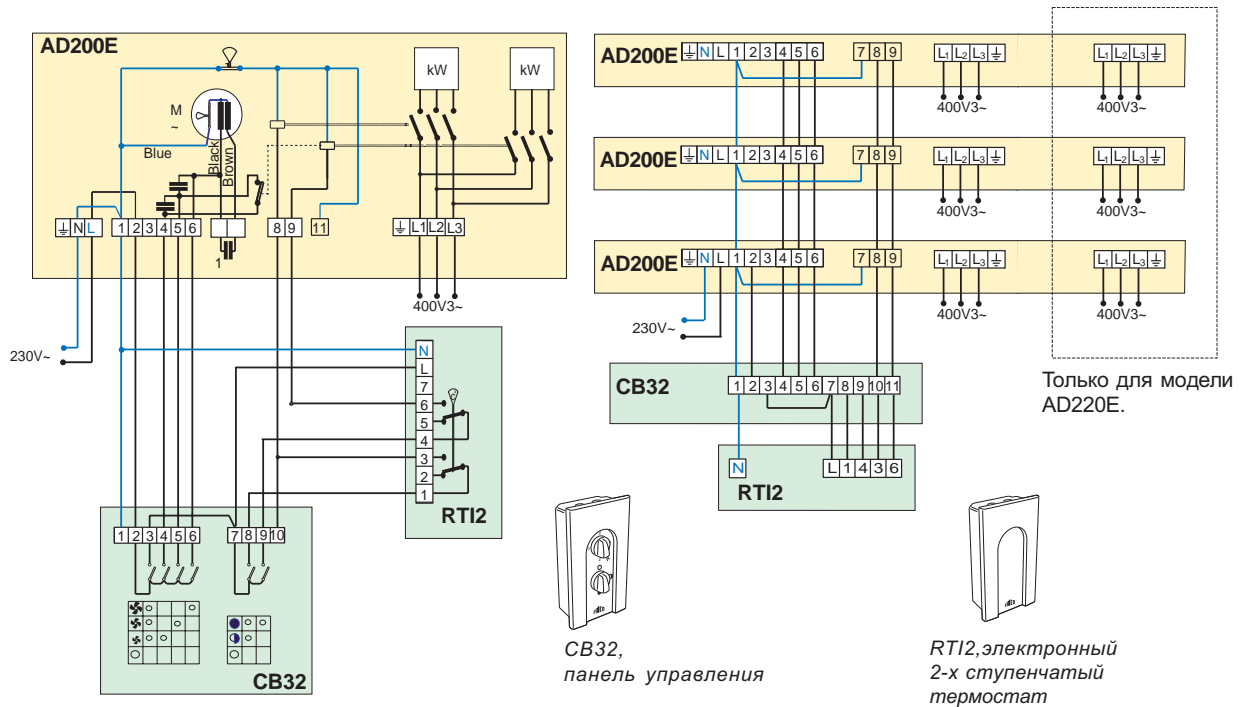 AD200E
kW
kW
M
~
Blue
Black
Brown
⏚ N L
1 2 3 4 5 6
8 9
11
⏚ L1 L2 L3
1
400V3~
230V~
N
L
7
6
5
4
3
2
1
RTI2
1 2 3 4 5 6
7 8 9 10
CB32
AD200E
⏚ N L 1 2 3 4 5 6
7 8 9
L1 L2 L3 ⏚
L1 L2 L3 ⏚
400V3~
400V3~
AD200E
⏚ N L 1 2 3 4 5 6
7 8 9
L1 L2 L3 ⏚
L1 L2 L3 ⏚
400V3~
400V3~
AD200E
⏚ N L 1 2 3 4 5 6
7 8 9
L1 L2 L3 ⏚
L1 L2 L3 ⏚
400V3~
400V3~
230V~
CB32
1 2 3 4 5 6 7 8 9 10 11
N
L 1 4 3 6
RTI2
Только для модели
AD220E.
CB32,
панель управления
RTI2,электронный
2-х ступенчатый
термостат